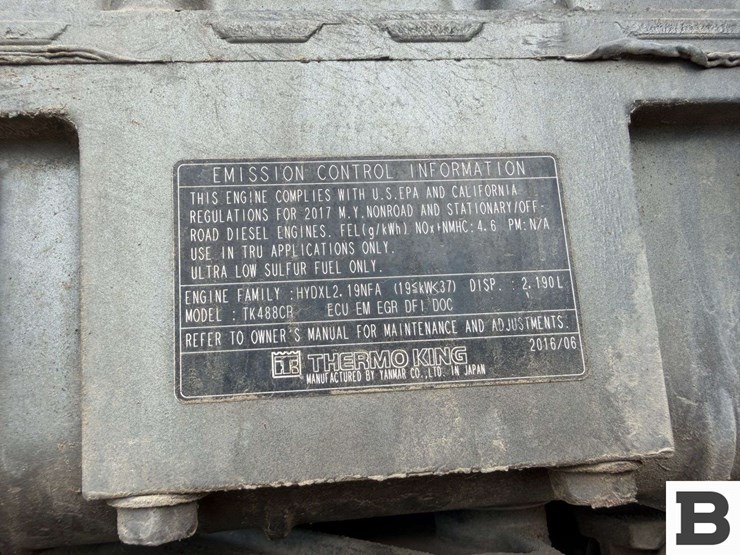 EMISSION CONTROL INFORMATION
THIS ENGINE COMPLIES WITH U.S.EPA AND CALIFORNIA
REGULATIONS FOR 2017 M.Y.NONROAD AND STATIONARY/OFF-
ROAD DIESEL ENGINES. FEL(g/kWh) NOx+NMHC:4.6 PM:N/A
USE IN TRU APPLICATIONS ONLY.
ULTRA LOW SULFUR FUEL ONLY.
ENGINE FAMILY :HYDXL2.19NFA (19≤kW<37) DISP. :2.190L
MODEL : TK488CR ECU EM EGR DFI DOC
REFER TO OWNER'S MANUAL FOR MAINTENANCE AND ADJUSTMENTS.
2016/06
TK THERMO KING
MANUFACTURED BY YANMAR CO.,LTD. IN JAPAN
B